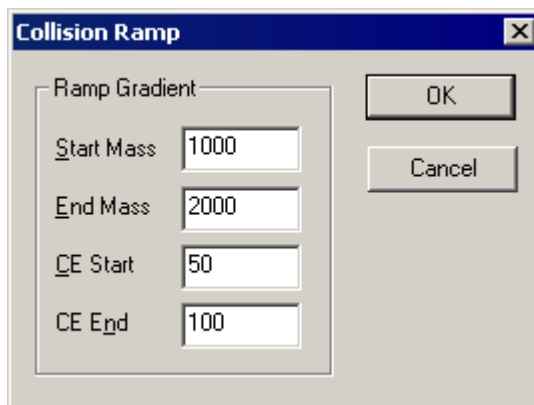 Collision Ramp
Ramp Gradient
Start Mass 1000
End Mass 2000
CE Start 50
CE End 100
OK
Cancel